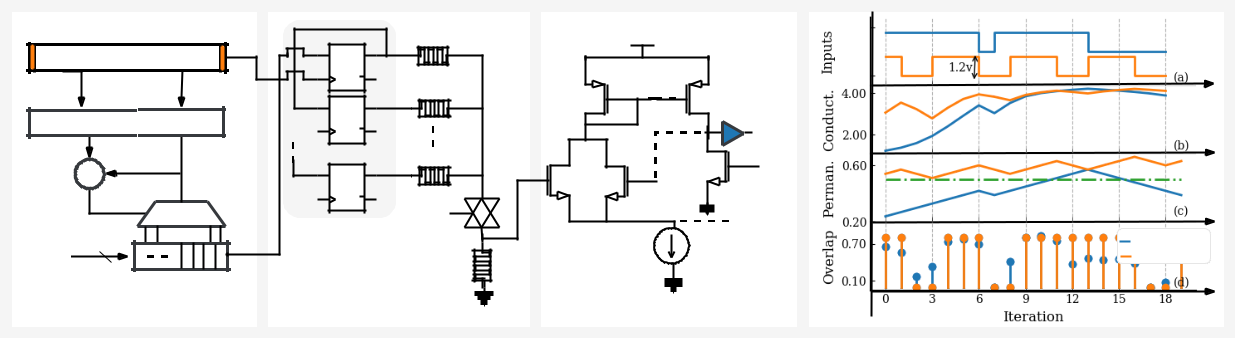 Inputs
1.2v
(a)
Conduct.
4.00
2.00
(b)
Perman.
0.60
0.20
(c)
Overlap
0.70
0.10
(d)
0 3 6 9 12 15 18
Iteration